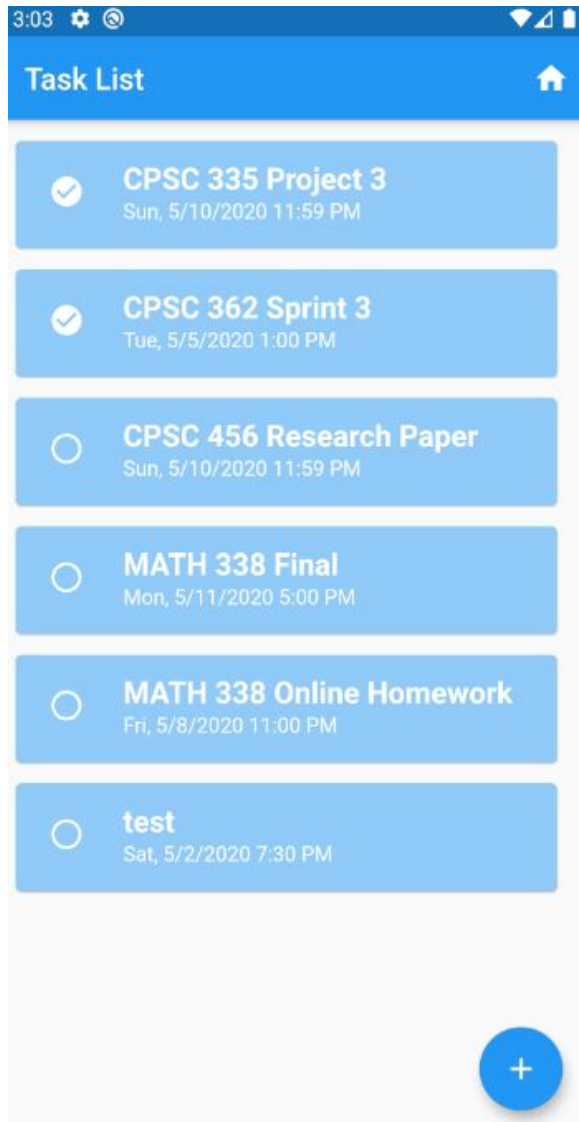 3:03
Task List
CPSC 335 Project 3
Sun, 5/10/2020 11:59 PM
CPSC 362 Sprint 3
Tue, 5/5/2020 1:00 PM
CPSC 456 Research Paper
Sun, 5/10/2020 11:59 PM
MATH 338 Final
Mon, 5/11/2020 5:00 PM
MATH 338 Online Homework
Fri, 5/8/2020 11:00 PM
test
Sat, 5/2/2020 7:30 PM
+